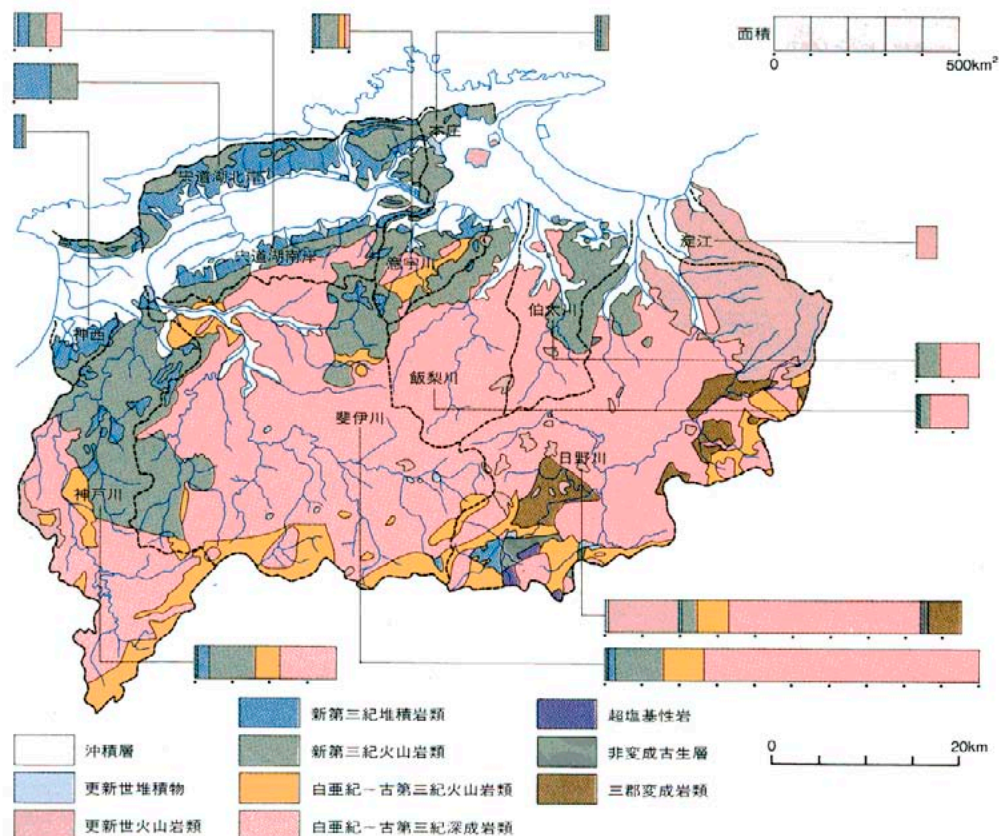 面積
0 500km²
本庄
宍道湖北岸
宍道湖南岸
意宇川
淀江
神西
伯太川
飯梨川
斐伊川
日野川
神戸川
新第三紀堆積岩類
超塩基性岩
沖積層
新第三紀火山岩類
非変成古生層
0 20km
更新世堆積物
白亜紀－古第三紀火山岩類
三郡変成岩類
更新世火山岩類
白亜紀－古第三紀深成岩類